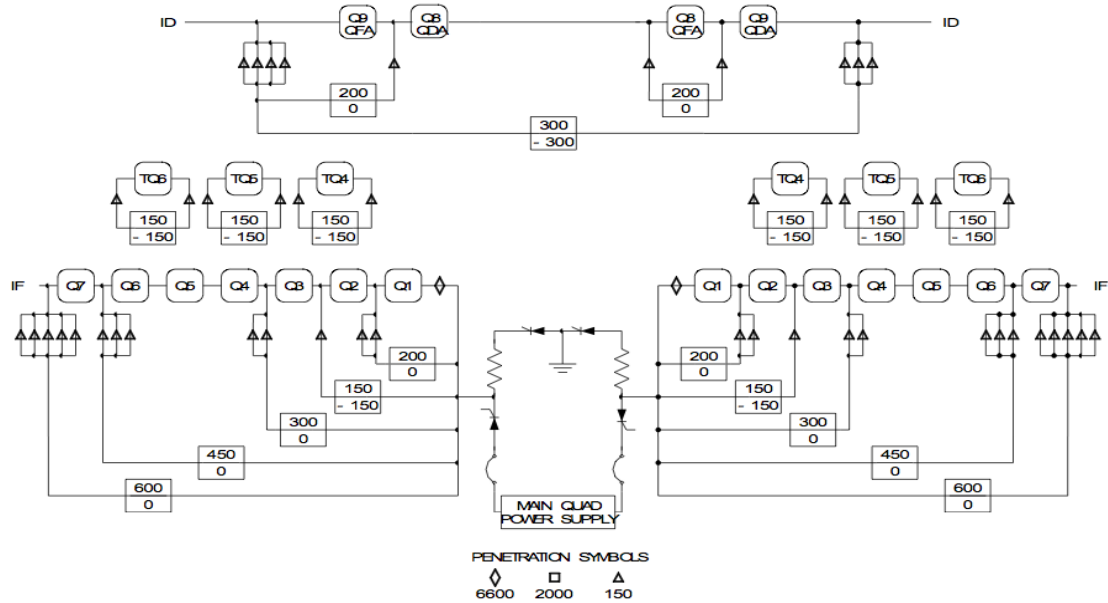 ID Q9 QFA Q8 QDA Q8 QFA Q9 QDA ID
200 0 200 0
300 - 300
TQ6 TQ5 TQ4 TQ4 TQ5 TQ6
150 - 150 150 - 150 150 - 150 150 - 150 150 - 150 150 - 150
IF Q7 Q6 Q5 Q4 Q3 Q2 Q1 Q1 Q2 Q3 Q4 Q5 Q6 Q7 IF
200 0 200 0
150 - 150 150 - 150
300 0 300 0
450 0 450 0
600 0 600 0
MAIN QUAD
POWER SUPPLY
PENETRATION SYMBOLS
6600 2000 150